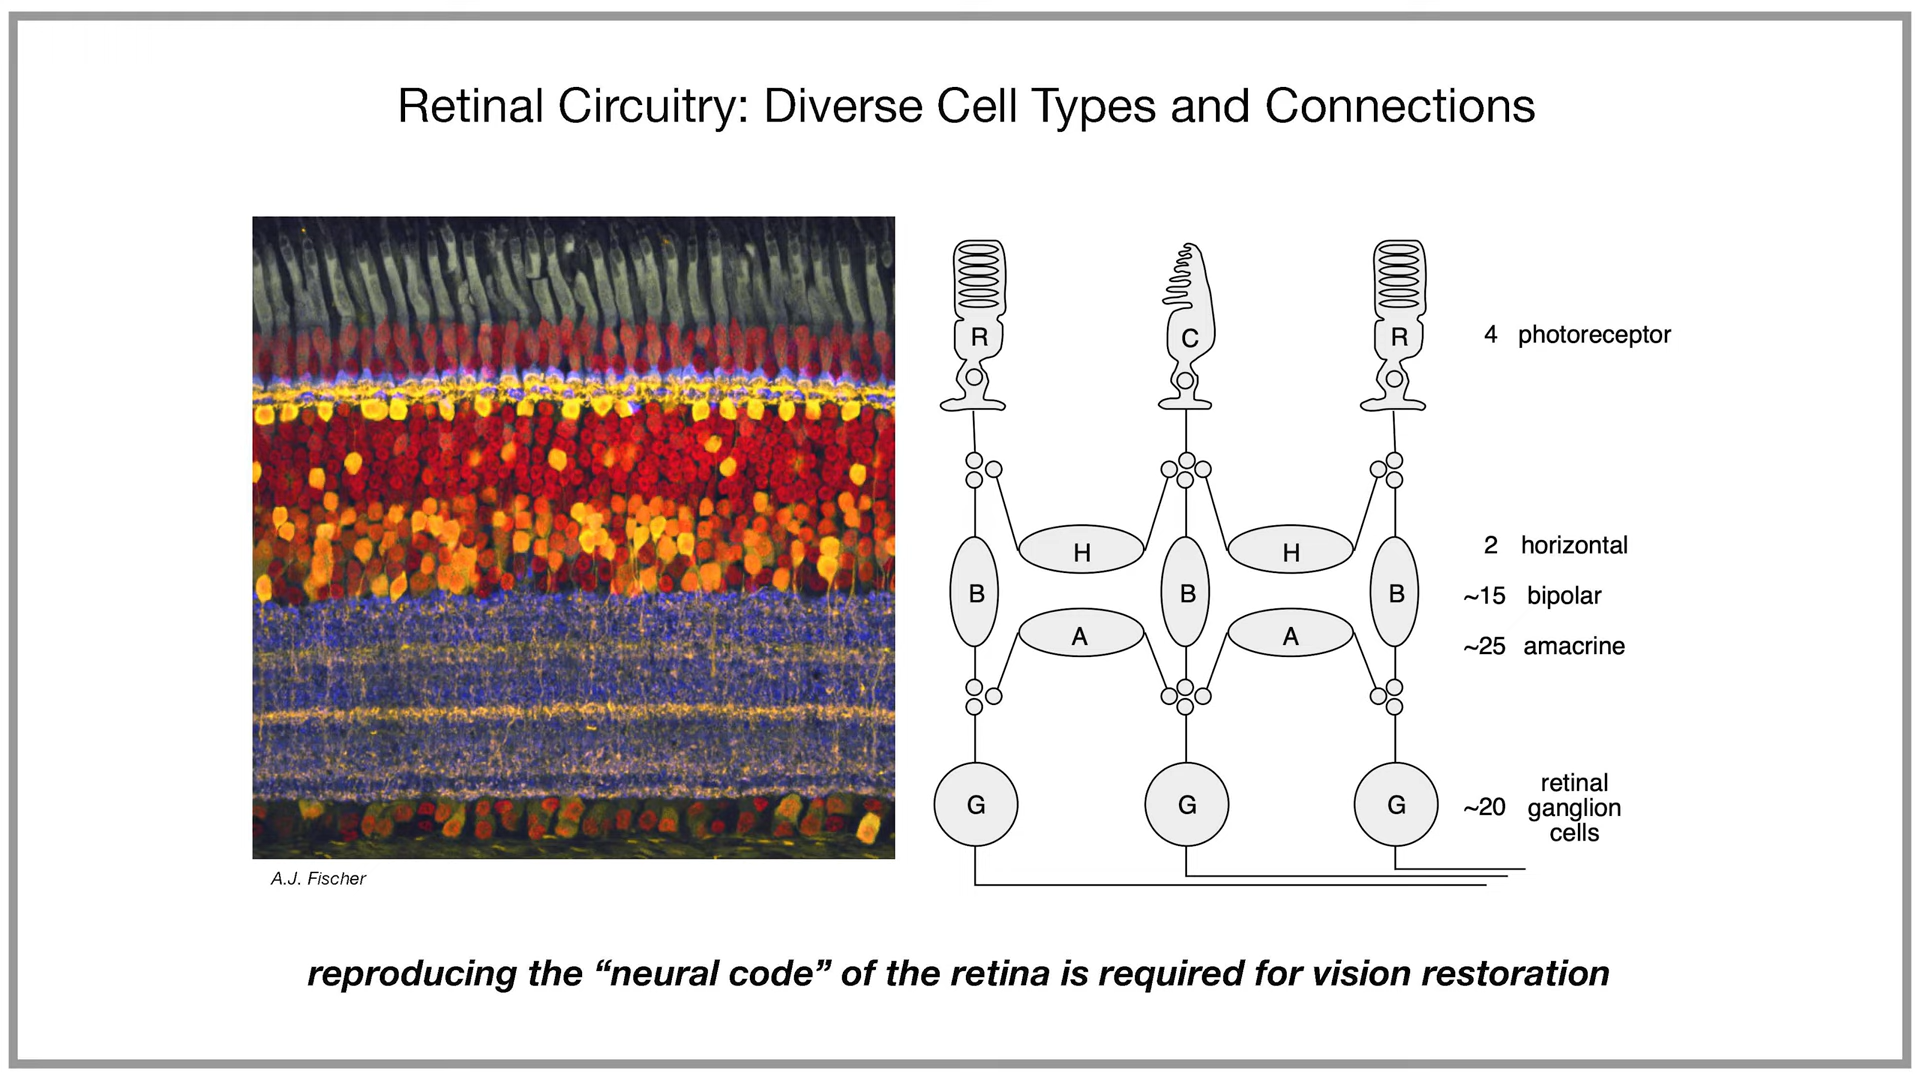 Retinal Circuitry: Diverse Cell Types and Connections
R
C
R
4 photoreceptor
H
H
2 horizontal
B
B
B
~15 bipolar
A
A
~25 amacrine
G
G
G
~20 retinal
ganglion
cells
A.J. Fischer
reproducing the “neural code” of the retina is required for vision restoration